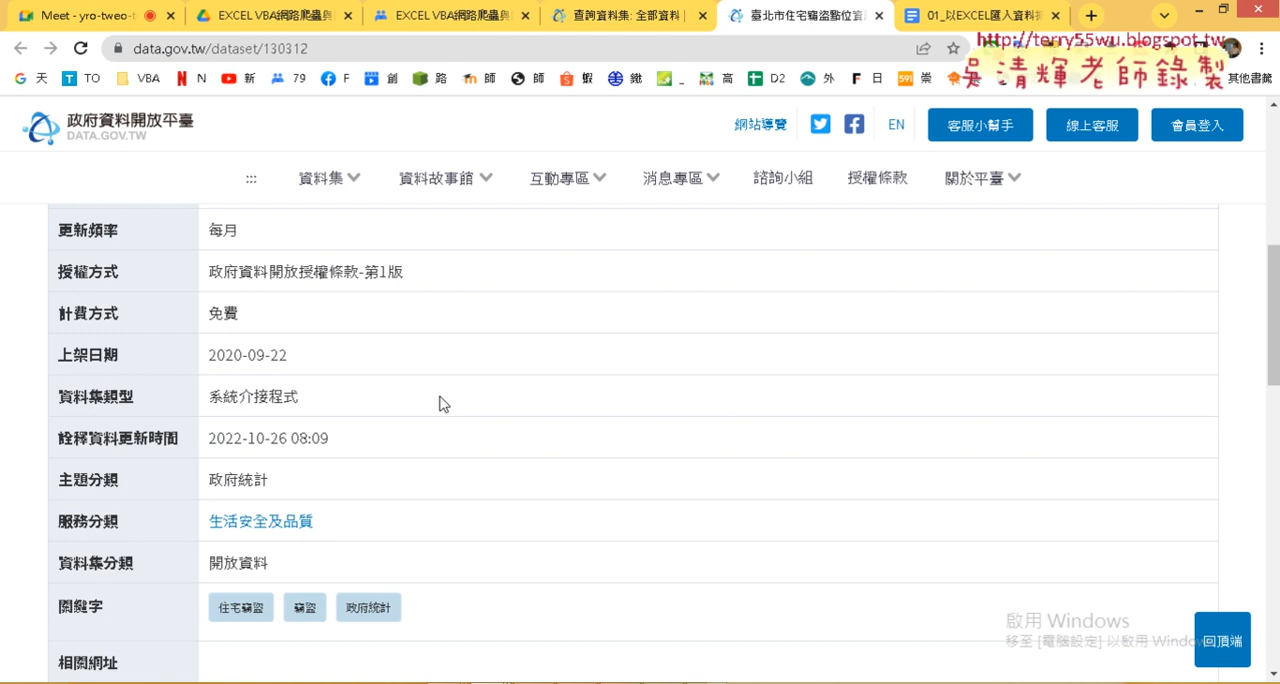 Meet - yro-tweo-t
EXCEL VBA網路爬蟲與
EXCEL VBA網路爬蟲與
查詢資料集: 全部資料
臺北市住宅竊盜點位資
01_以EXCEL匯入資料
data.gov.tw/dataset/130312
http://terry55wu.blogspot.tw
吳清輝老師錄製
天 TO VBA N 新 79 F 創 路 師 師 蝦 鐵 _ 高 D2 外 日 崇 其他書籤
政府資料開放平臺
DATA.GOV.TW
網站導覽 EN 客服小幫手 線上客服 會員登入
資料集 資料故事館 互動專區 消息專區 諮詢小組 授權條款 關於平臺
更新頻率 每月
授權方式 政府資料開放授權條款-第1版
計費方式 免費
上架日期 2020-09-22
資料集類型 系統介接程式
詮釋資料更新時間 2022-10-26 08:09
主題分類 政府統計
服務分類 生活安全及品質
資料集分類 開放資料
關鍵字 住宅竊盜 竊盜 政府統計
相關網址
啟用 Windows
移至 [電腦設定] 以啟用 Windo
回頂端